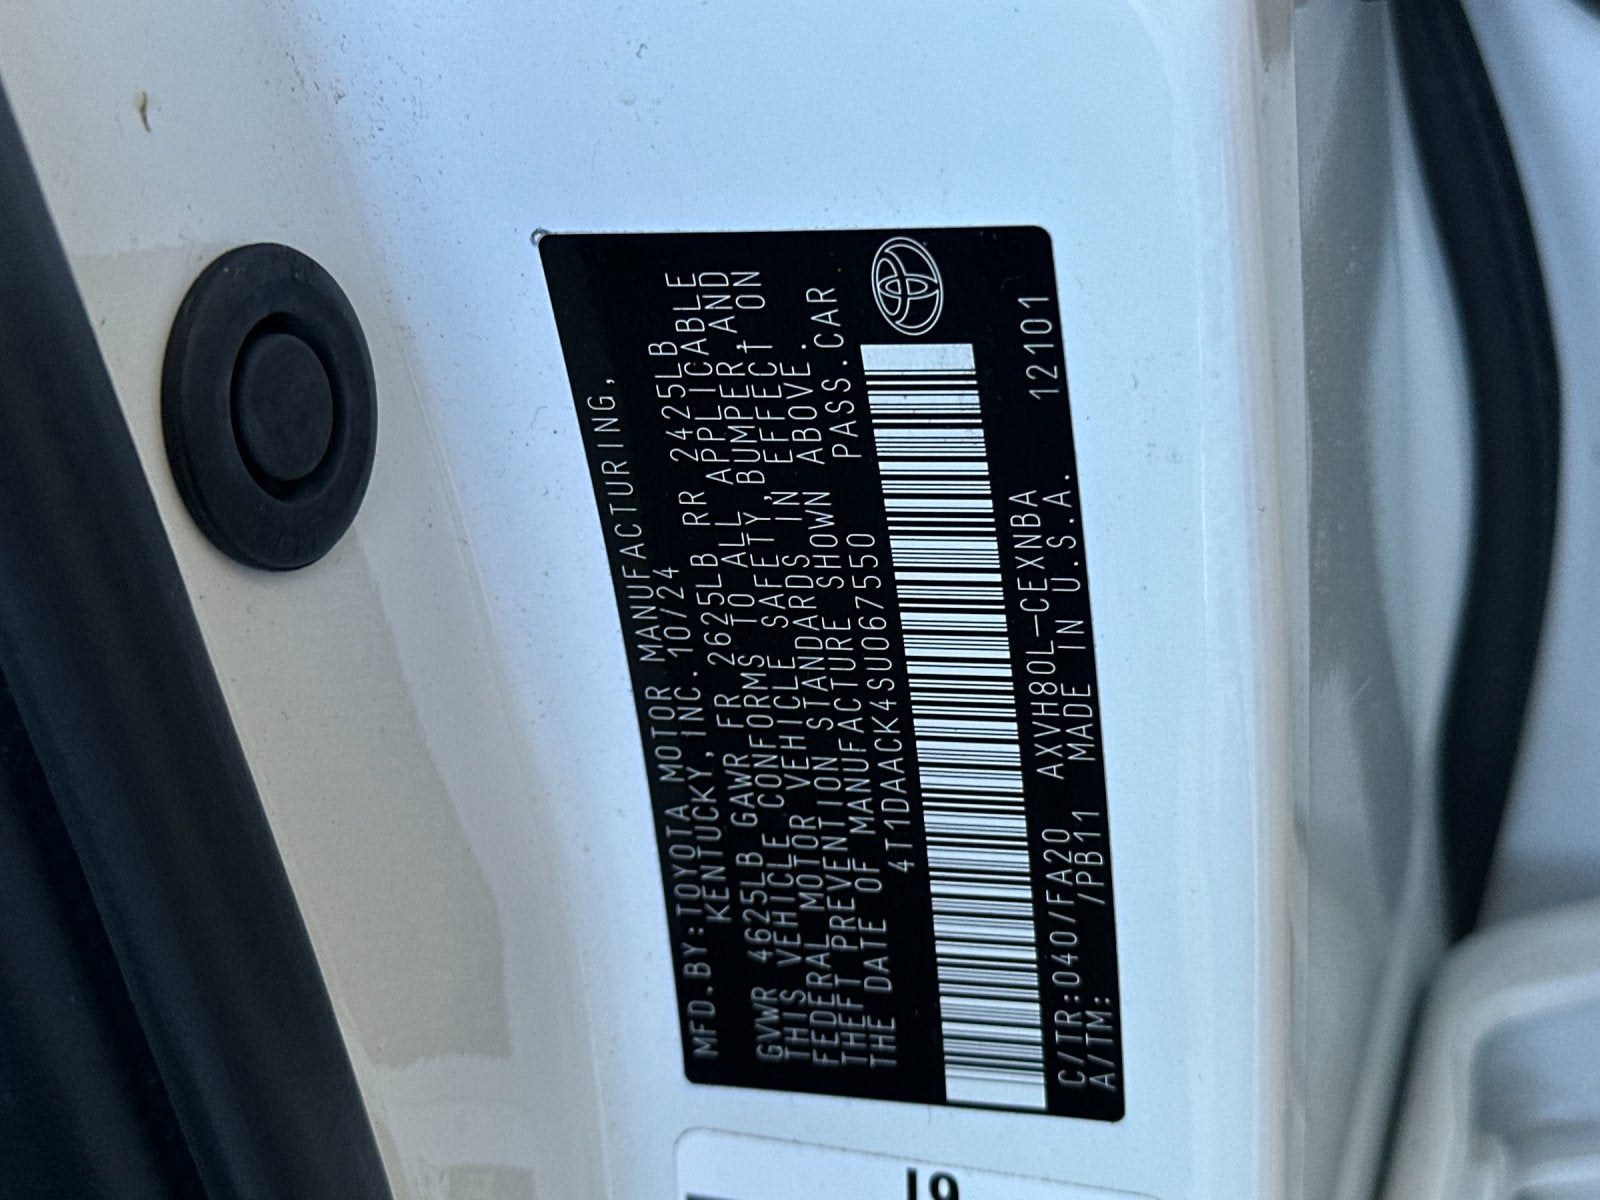 MFD.BY:TOYOTA MOTOR MANUFACTURING,
KENTUCKY,INC. 10/24
GVWR 4625LB GAWR FR 2625LB RR 2425LB
THIS VEHICLE CONFORMS TO ALL APPLICABLE
FEDERAL MOTOR VEHICLE SAFETY, BUMPER, AND
THEFT PREVENTION STANDARDS IN EFFECT ON
THE DATE OF MANUFACTURE SHOWN ABOVE.
4T1DAACK4SU067550 PASS.CAR
C/TR:040/FA20 AXVH80L-CEXNBA 12101
A/TM: /PB11 MADE IN U.S.A.
19